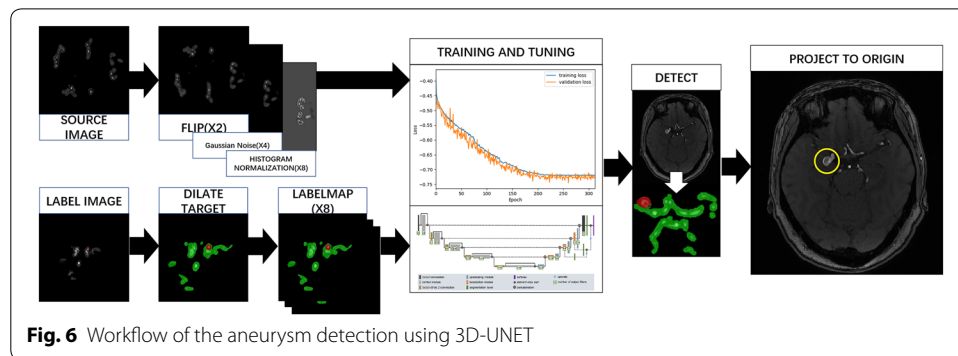 SOURCE
IMAGE
FLIP(X2)
Gaussian Noise(X4)
HISTOGRAM
NORMALIZATION(X8)
LABEL IMAGE
DILATE
TARGET
LABELMAP
(X8)
TRAINING AND TUNING
training loss
validation loss
-0.40
-0.45
-0.50
-0.55
-0.60
-0.65
-0.70
-0.75
Loss
0 50 100 150 200 250 300
Epoch
DETECT
PROJECT TO ORIGIN
Fig. 6 Workflow of the aneurysm detection using 3D-UNET